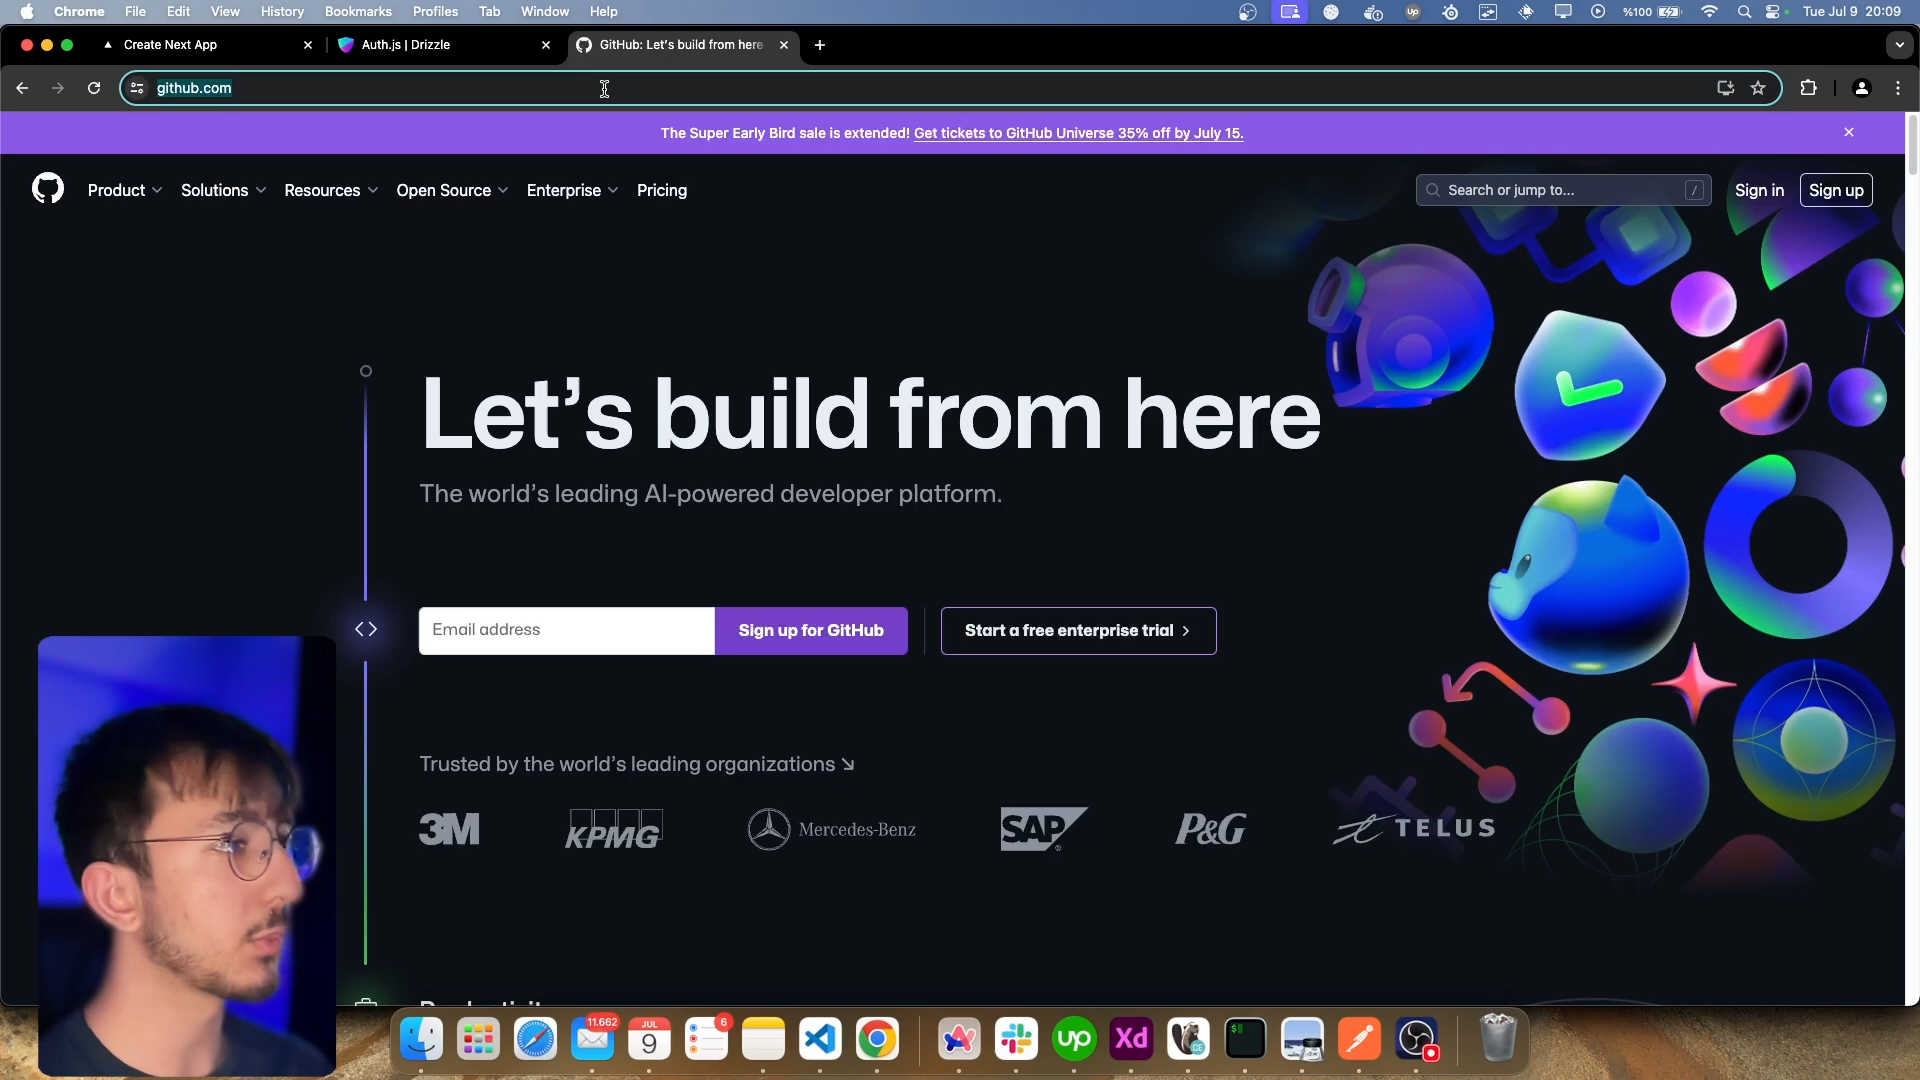 Chrome File Edit View History Bookmarks Profiles Tab Window Help UP %100 Tue Jul 9 20:09
Create Next App Auth.js | Drizzle GitHub: Let's build from here
github.com
The Super Early Bird sale is extended! Get tickets to GitHub Universe 35% off by July 15.
Product Solutions Resources Open Source Enterprise Pricing Search or jump to... / Sign in Sign up
Let’s build from here
The world’s leading AI-powered developer platform.
Email address Sign up for GitHub Start a free enterprise trial
Trusted by the world’s leading organizations
3M KPMG Mercedes-Benz SAP P&G TELUS
11.662 JUL 9 6 up Xd CE $